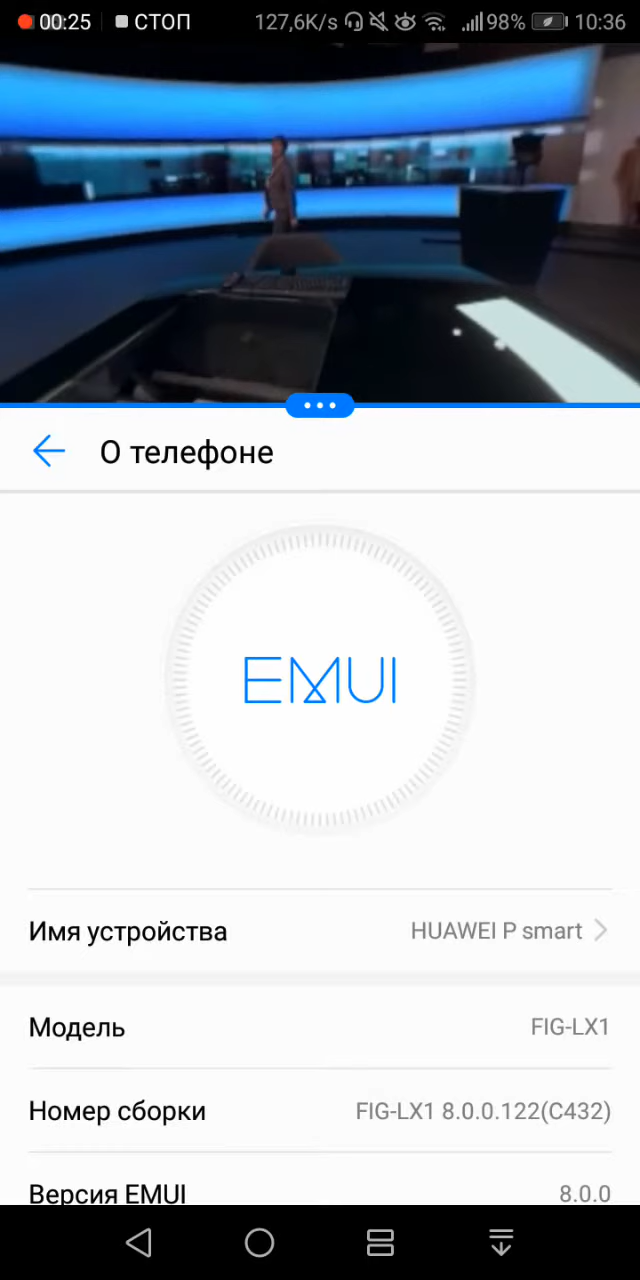 00:25 СТОП 127,6K/s 98% 10:36
О телефоне
EMUI
Имя устройства HUAWEI P smart
Модель FIG-LX1
Номер сборки FIG-LX1 8.0.0.122(C432)
Версия EMUI 8.0.0